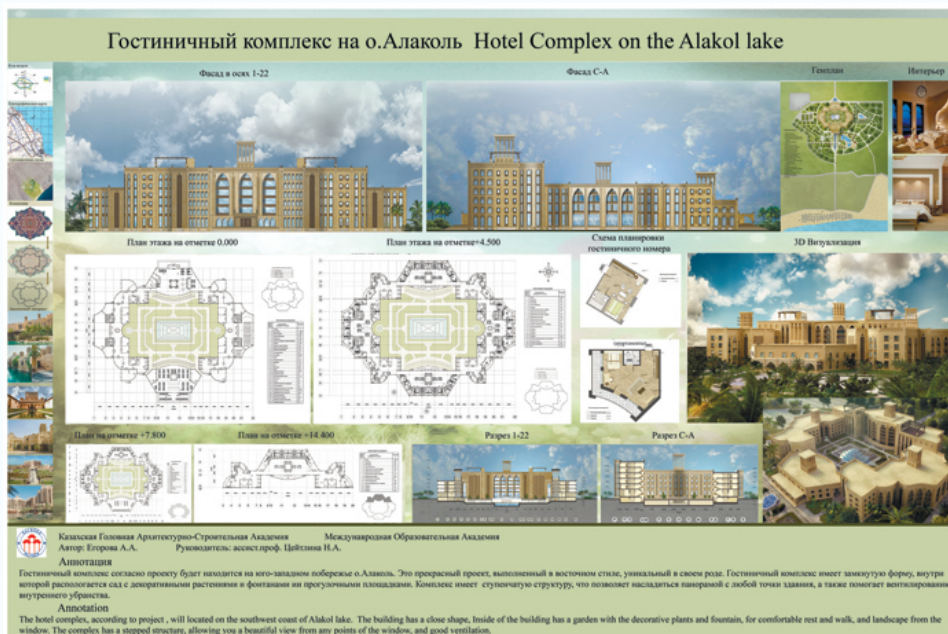 Гостиничный комплекс на о.Алаколь Hotel Complex on the Alakol lake
Фасад в осях 1-22
Фасад С-А
Генплан
Интерьер
План этажа на отметке 0.000
План этажа на отметке+4.500
Схема планировки
гостиничного номера
3D Визуализация
План на отметке +7.800
План на отметке +14.400
Разрез 1-22
Разрез С-А
Казахская Головная Архитектурно-Строительная Академия Международная Образовательная Академия
Автор: Егорова А.А. Руководитель: ассист.проф. Цейтлина Н.А.
Аннотация
Гостиничный комплекс согласно проекту будет находится на юго-западном побережье о.Алаколь. Это прекрасный проект, выполненный в восточном стиле, уникальный в своем роде. Гостиничный комплекс имеет замкнутую форму, внутри
которой распологается сад с декоративными растениями и фонтанами ни прогулочными площадками. Комплекс имеет ступенчатую структуру, что позволяет насладиться панорамой с любой точки здания, а также помогает вентилированию
внутреннего убранства.
Annotation
The hotel complex, according to project , will located on the southwest coast of Alakol lake. The building has a close shape, Inside of the building has a garden with the decorative plants and fountain, for comfortable rest and walk, and landscape from the
window. The complex has a stepped structure, allowing you a beautiful view from any points of the window, and good ventilation.